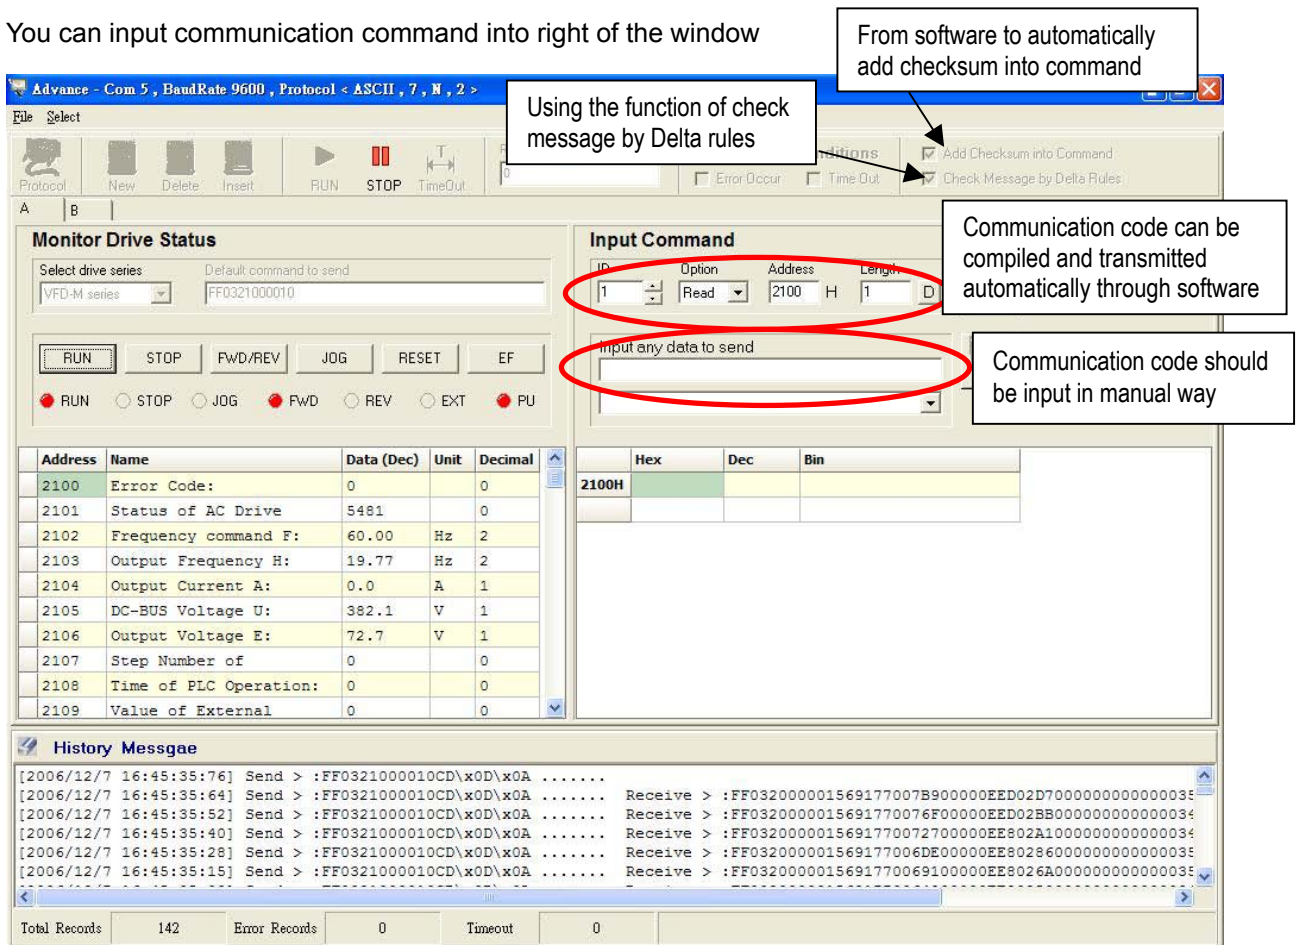 You can input communication command into right of the window
From software to automatically
add checksum into command
Advance - Com 5 , BaudRate 9600 , Protocol < ASCII , 7 , N , 2 >
Using the function of check
message by Delta rules
File Select
Protocol New Delete Insert RUN STOP TimeOut
0
Error Occur Time Out
Add Checksum into Command
Check Message by Delta Rules
A B
Monitor Drive Status
Select drive series Default command to send
VFD-M series FF0321000010
RUN STOP FWD/REV JOG RESET EF
RUN STOP JOG FWD REV EXT PU
Input Command
ID Option Address Length
1 Read 2100 H 1 D
Communication code can be
compiled and transmitted
automatically through software
Input any data to send
Communication code should
be input in manual way
Address Name Data (Dec) Unit Decimal
2100 Error Code: 0 0
2101 Status of AC Drive 5481 0
2102 Frequency command F: 60.00 Hz 2
2103 Output Frequency H: 19.77 Hz 2
2104 Output Current A: 0.0 A 1
2105 DC-BUS Voltage U: 382.1 V 1
2106 Output Voltage E: 72.7 V 1
2107 Step Number of 0 0
2108 Time of PLC Operation: 0 0
2109 Value of External 0 0
Hex Dec Bin
2100H
History Messgae
[2006/12/7 16:45:35:76] Send > :FF0321000010CD\x0D\x0A .......
[2006/12/7 16:45:35:64] Send > :FF0321000010CD\x0D\x0A ....... Receive > :FF032000001569177007B900000EED02D7000000000000035
[2006/12/7 16:45:35:52] Send > :FF0321000010CD\x0D\x0A ....... Receive > :FF0320000015691770076F00000EED02BB000000000000034
[2006/12/7 16:45:35:40] Send > :FF0321000010CD\x0D\x0A ....... Receive > :FF0320000015691770072700000EE802A1000000000000034
[2006/12/7 16:45:35:28] Send > :FF0321000010CD\x0D\x0A ....... Receive > :FF032000001569177006DE00000EE80286000000000000035
[2006/12/7 16:45:35:15] Send > :FF0321000010CD\x0D\x0A ....... Receive > :FF0320000015691770069100000EE8026A000000000000035
Total Records 142 Error Records 0 Timeout 0